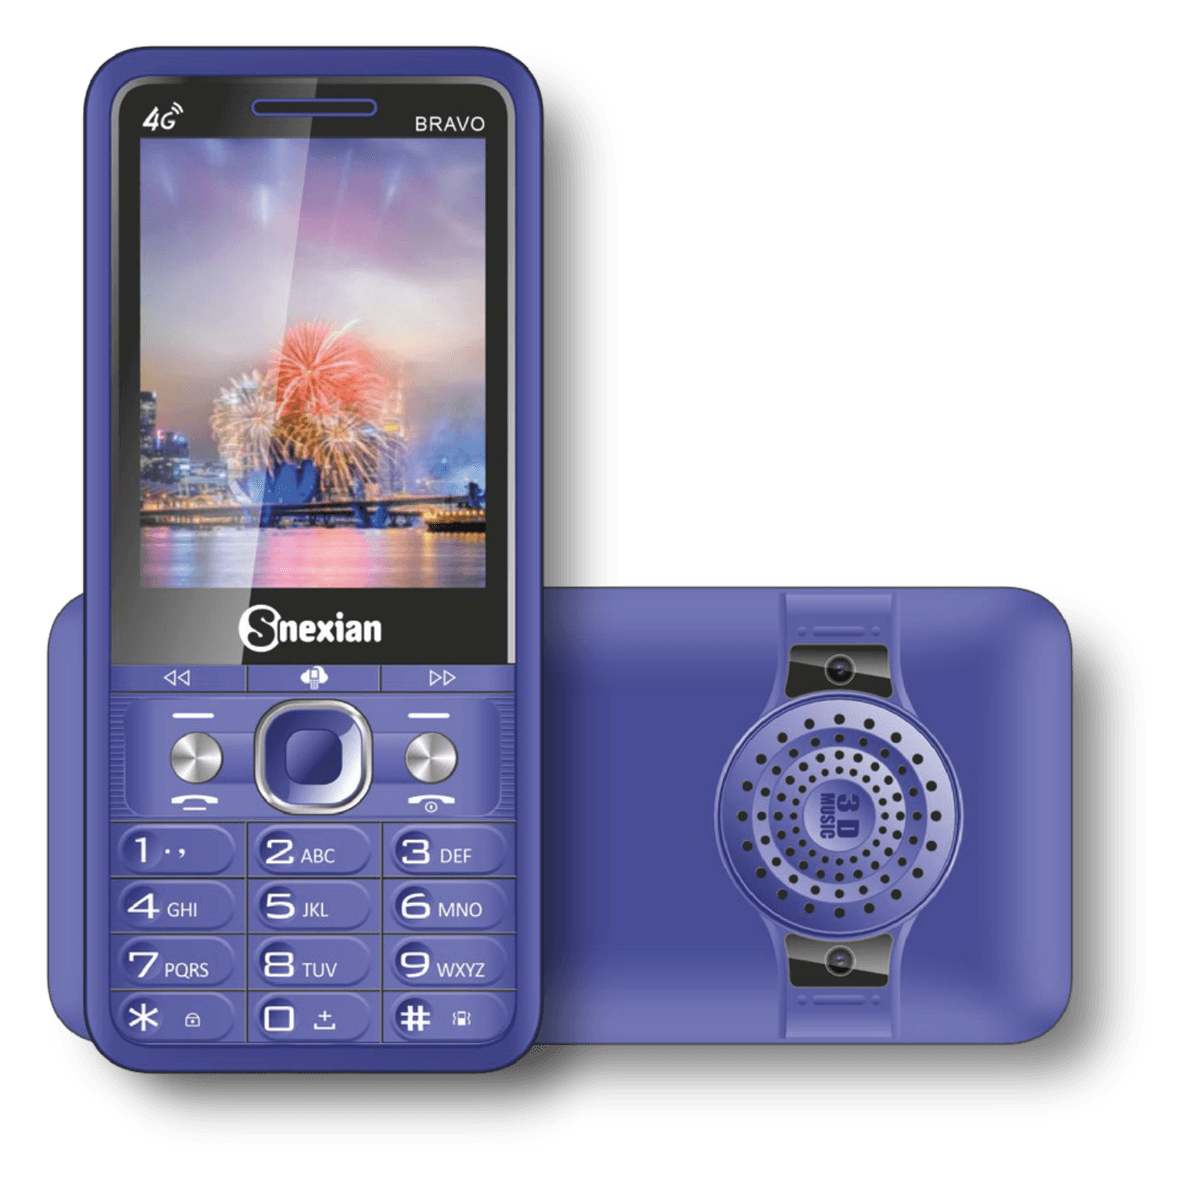 4G
BRAVO
Snexian
1 . ,
2 ABC
3 DEF
4 GHI
5 JKL
6 MNO
7 PQRS
8 TUV
9 WXYZ
*
0
#
3D
MUSIC